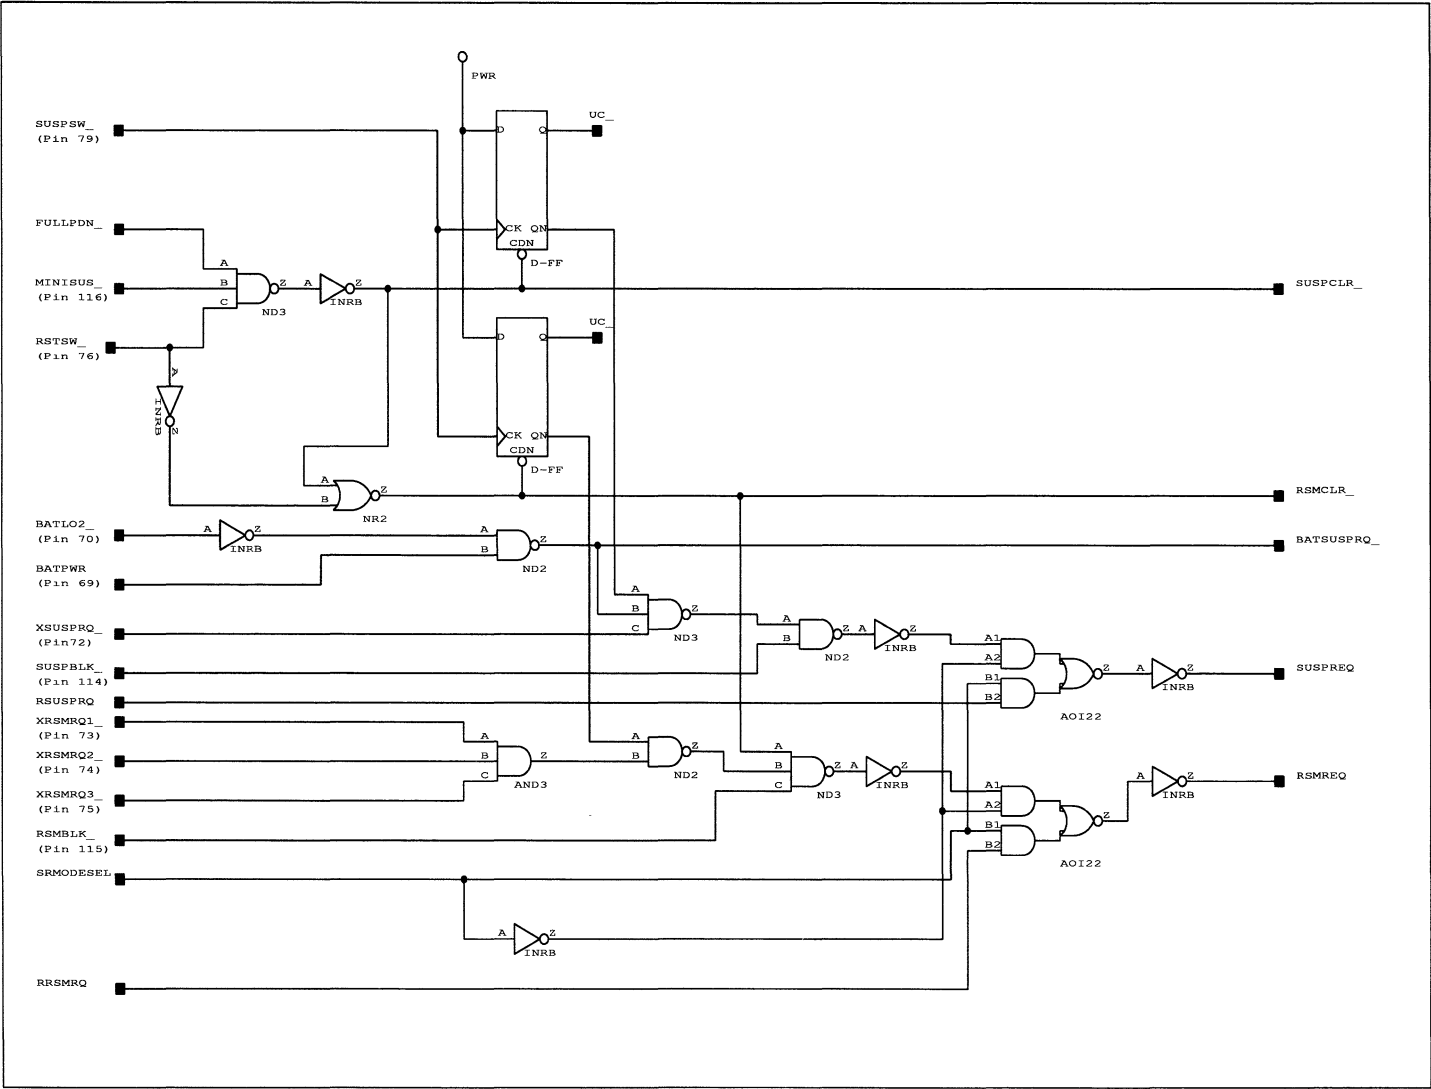 PWR
SUSPSW_
(Pin 79)
D
Q
UC_
FULLPDN_
CK
QN
CDN
D-FF
A
MINISUS_
(Pin 116)
B
C
Z
ND3
A
Z
INRB
SUSPCLR_
RSTSW_
(Pin 76)
D
Q
UC_
A
INRB
Z
CK
QN
CDN
D-FF
A
B
Z
NR2
RSMCLR_
BATLO2_
(Pin 70)
A
Z
INRB
A
B
Z
ND2
BATSUSPRQ_
BATPWR
(Pin 69)
A
B
C
Z
ND3
XSUSPRQ_
(Pin72)
A
B
Z
ND2
A
Z
INRB
A1
A2
B1
B2
Z
AOI22
A
Z
INRB
SUSPREQ
SUSPBLK_
(Pin 114)
RSUSPRQ
XRSMRQ1_
(Pin 73)
XRSMRQ2_
(Pin 74)
A
B
C
Z
AND3
A
B
Z
ND2
A
B
C
Z
ND3
A
Z
INRB
A
Z
INRB
RSMREQ
XRSMRQ3_
(Pin 75)
A1
A2
B1
B2
Z
AOI22
RSMBLK_
(Pin 115)
SRMODESEL
A
Z
INRB
RRSMRQ